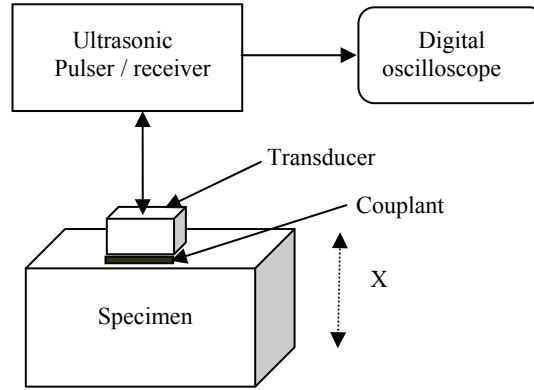 Ultrasonic
Pulser / receiver
Digital
oscilloscope
Transducer
Couplant
X
Specimen